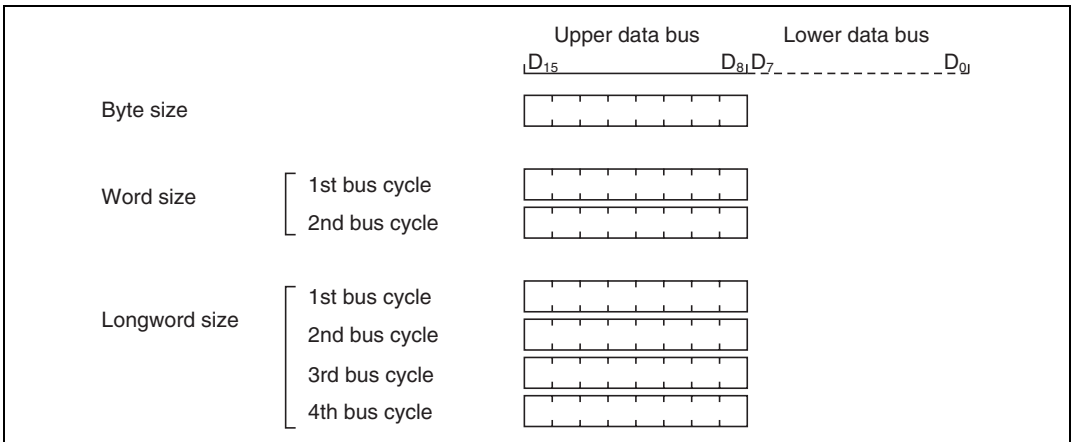 Upper data bus Lower data bus
D15 D8 D7 D0
Byte size
Word size
1st bus cycle
2nd bus cycle
Longword size
1st bus cycle
2nd bus cycle
3rd bus cycle
4th bus cycle